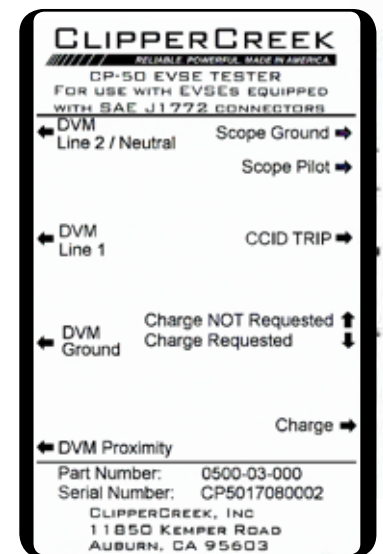 CLIPPERCREEK
RELIABLE. POWERFUL. MADE IN AMERICA.
CP-50 EVSE TESTER
FOR USE WITH EVSES EQUIPPED
WITH SAE J1772 CONNECTORS
DVM
Line 2 / Neutral
Scope Ground
Scope Pilot
DVM
Line 1
CCID TRIP
Charge NOT Requested
Charge Requested
DVM
Ground
Charge
DVM Proximity
Part Number: 0500-03-000
Serial Number: CP5017080002
CLIPPERCREEK, INC
11850 KEMPER ROAD
AUBURN, CA 95603